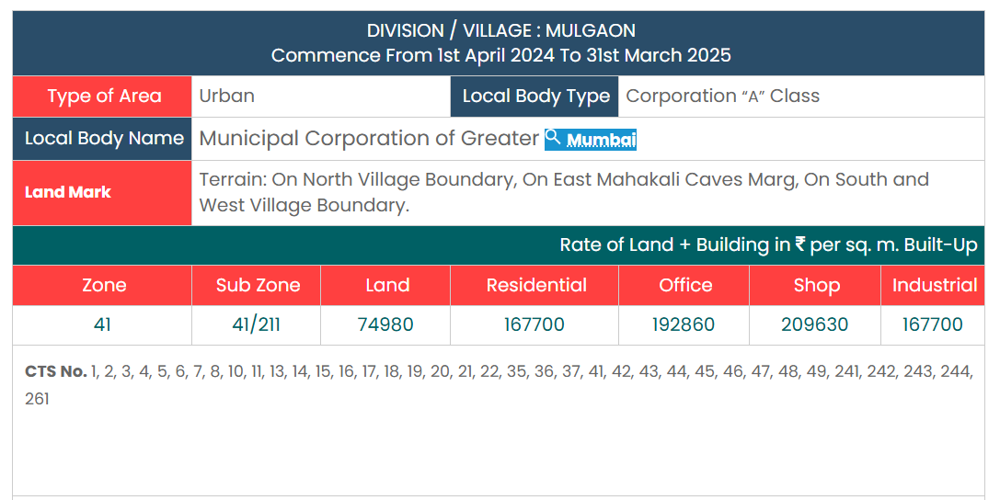 DIVISION / VILLAGE : MULGAON
Commence From 1st April 2024 To 31st March 2025
Type of Area Urban Local Body Type Corporation “A” Class
Local Body Name Municipal Corporation of Greater Mumbai
Land Mark Terrain: On North Village Boundary, On East Mahakali Caves Marg, On South and
West Village Boundary.
Rate of Land + Building in ₹ per sq. m. Built-Up
Zone Sub Zone Land Residential Office Shop Industrial
41 41/211 74980 167700 192860 209630 167700
CTS No. 1, 2, 3, 4, 5, 6, 7, 8, 10, 11, 13, 14, 15, 16, 17, 18, 19, 20, 21, 22, 35, 36, 37, 41, 42, 43, 44, 45, 46, 47, 48, 49, 241, 242, 243, 244,
261